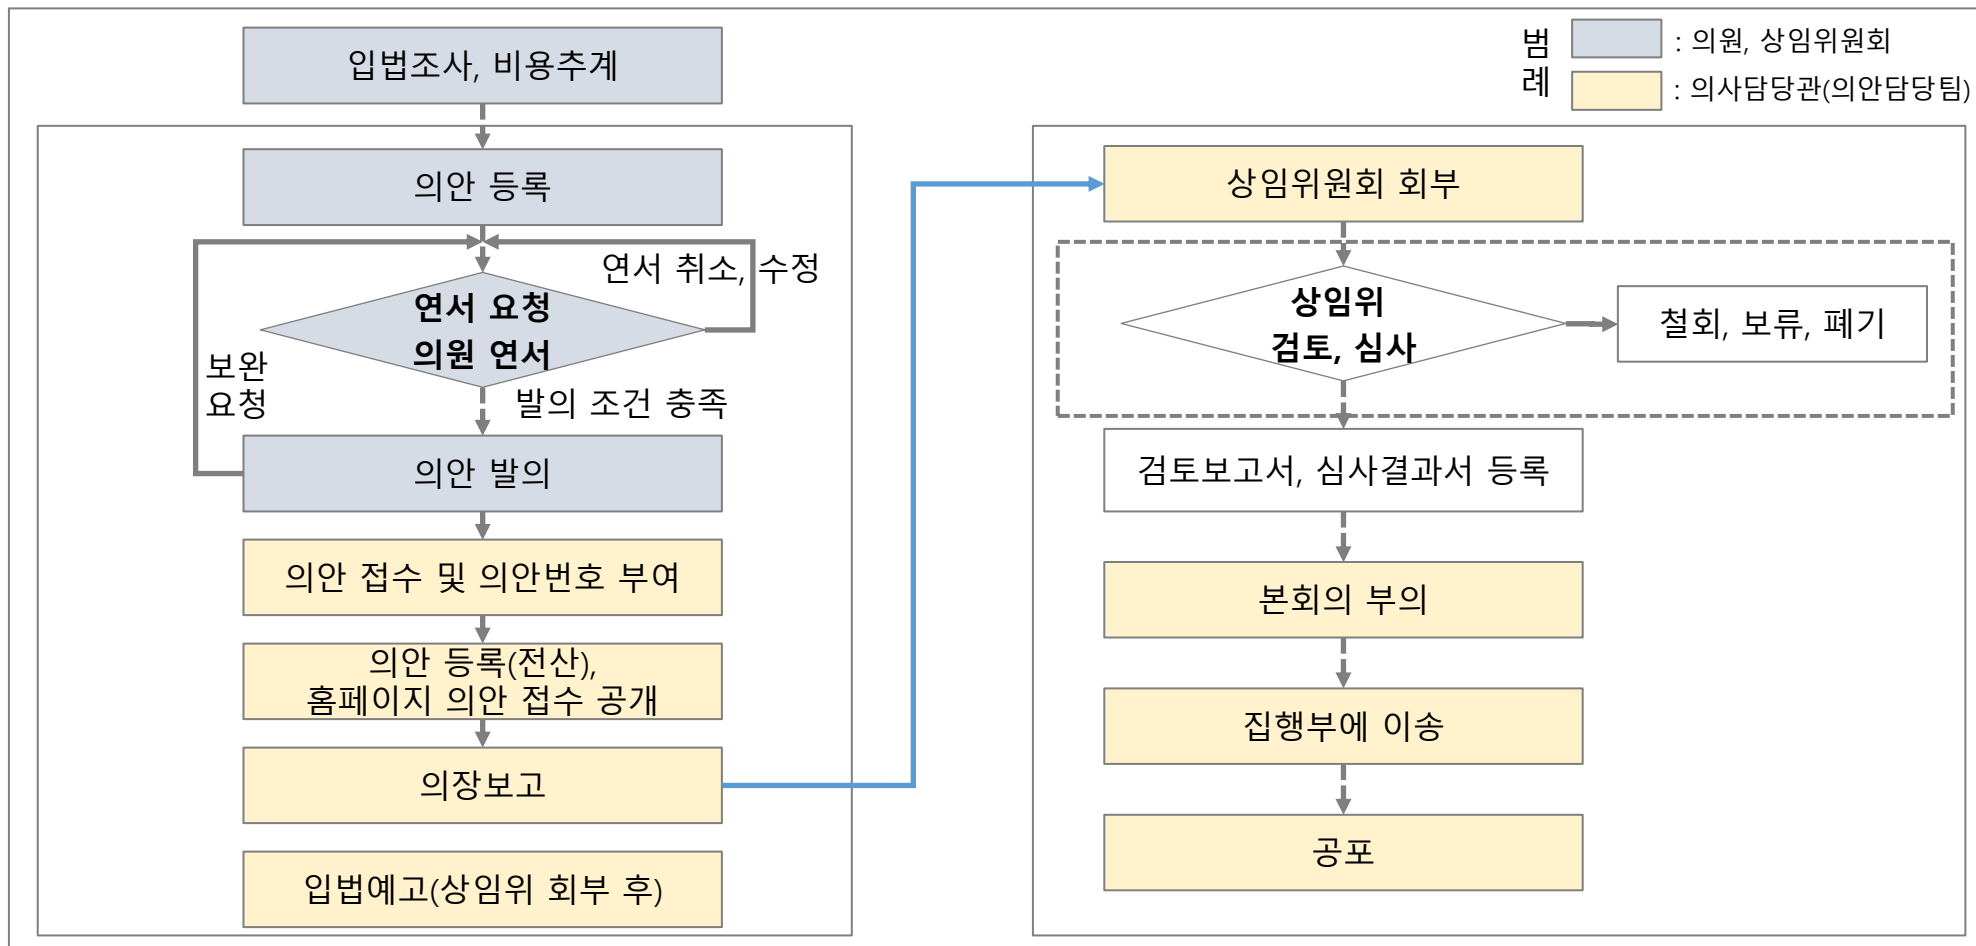 범
례
: 의원, 상임위원회
: 의사담당관(의안담당팀)
입법조사, 비용추계
의안 등록
연서 취소, 수정
연서 요청
의원 연서
보완
요청
발의 조건 충족
의안 발의
의안 접수 및 의안번호 부여
의안 등록(전산),
홈페이지 의안 접수 공개
의장보고
입법예고(상임위 회부 후)
상임위원회 회부
상임위
검토, 심사
철회, 보류, 폐기
검토보고서, 심사결과서 등록
본회의 부의
집행부에 이송
공포